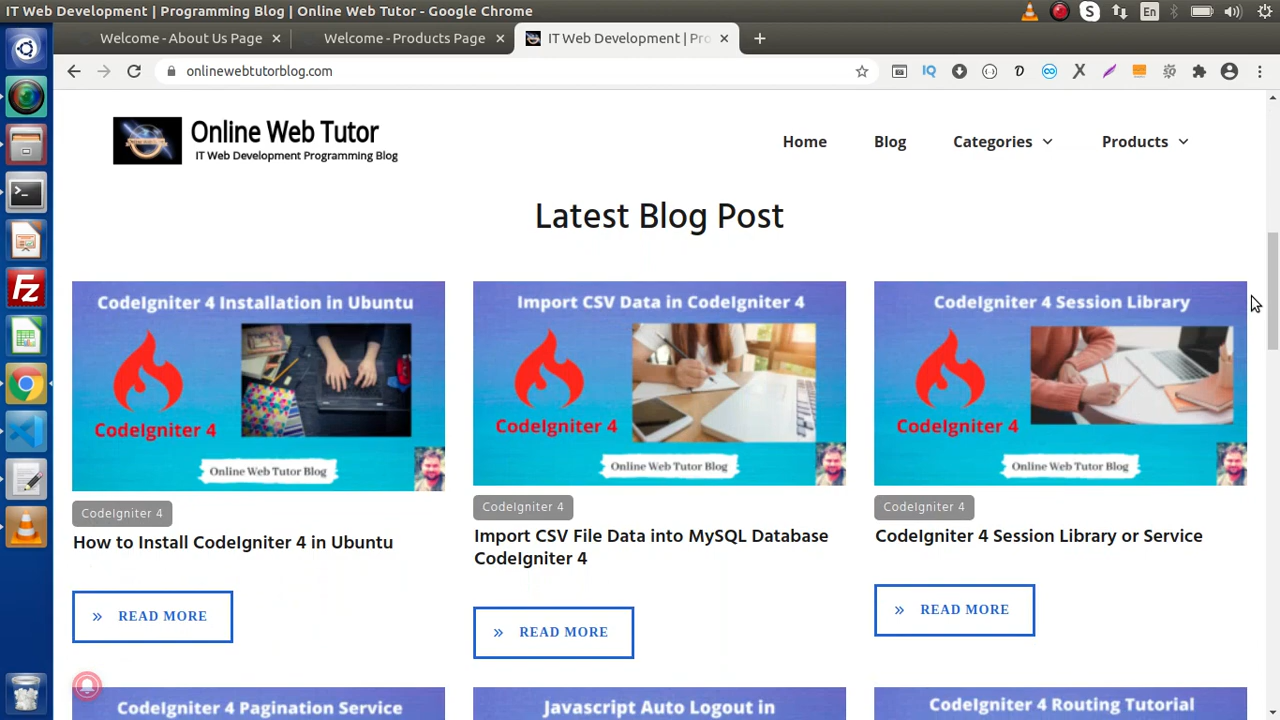 IT Web Development | Programming Blog | Online Web Tutor - Google Chrome
En
Welcome - About Us Page
Welcome - Products Page
IT Web Development | Pro
onlinewebtutorblog.com
IQ
Online Web Tutor
IT Web Development Programming Blog
Home
Blog
Categories
Products
Latest Blog Post
CodeIgniter 4 Installation in Ubuntu
CodeIgniter 4
Online Web Tutor Blog
Import CSV Data in CodeIgniter 4
CodeIgniter 4
Online Web Tutor Blog
CodeIgniter 4 Session Library
CodeIgniter 4
Online Web Tutor Blog
CodeIgniter 4
How to Install CodeIgniter 4 in Ubuntu
READ MORE
CodeIgniter 4
Import CSV File Data into MySQL Database
CodeIgniter 4
READ MORE
CodeIgniter 4
CodeIgniter 4 Session Library or Service
READ MORE
CodeIgniter 4 Pagination Service
Javascript Auto Logout in
CodeIgniter 4 Routing Tutorial